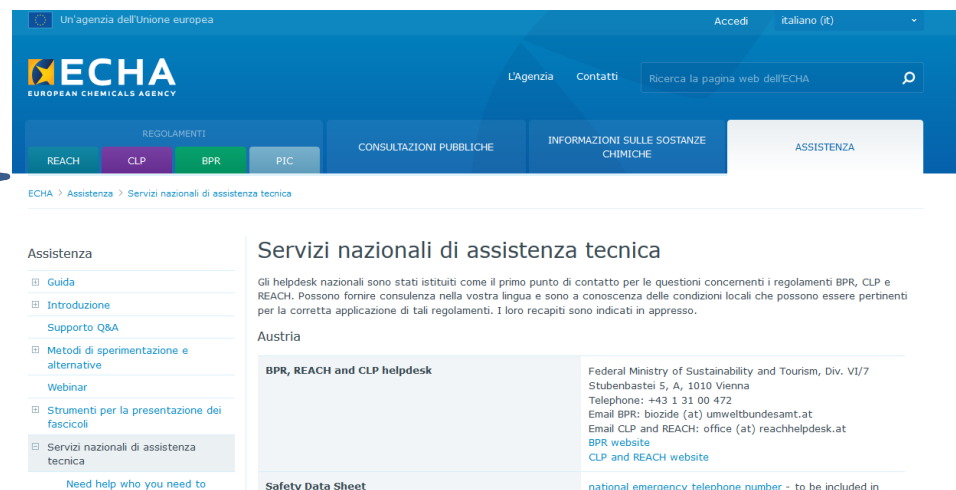 Un'agenzia dell'Unione europea
Accedi
italiano (it)
ECHA
EUROPEAN CHEMICALS AGENCY
L'Agenzia
Contatti
Ricerca la pagina web dell'ECHA
REGOLAMENTI
REACH
CLP
BPR
PIC
CONSULTAZIONI PUBBLICHE
INFORMAZIONI SULLE SOSTANZE
CHIMICHE
ASSISTENZA
ECHA > Assistenza > Servizi nazionali di assistenza tecnica
Assistenza
Guida
Introduzione
Supporto Q&A
Metodi di sperimentazione e
alternative
Webinar
Strumenti per la presentazione dei
fascicoli
Servizi nazionali di assistenza
tecnica
Need help who you need to
Servizi nazionali di assistenza tecnica
Gli helpdesk nazionali sono stati istituiti come il primo punto di contatto per le questioni concernenti i regolamenti BPR, CLP e
REACH. Possono fornire consulenza nella vostra lingua e sono a conoscenza delle condizioni locali che possono essere pertinenti
per la corretta applicazione di tali regolamenti. I loro recapiti sono indicati in appresso.
Austria
BPR, REACH and CLP helpdesk
Federal Ministry of Sustainability and Tourism, Div. VI/7
Stubenbastei 5, A, 1010 Vienna
Telephone: +43 1 31 00 472
Email BPR: biozide (at) umweltbundesamt.at
Email CLP and REACH: office (at) reachhelpdesk.at
BPR website
CLP and REACH website
Safety Data Sheet
national emergency telephone number - to be included in